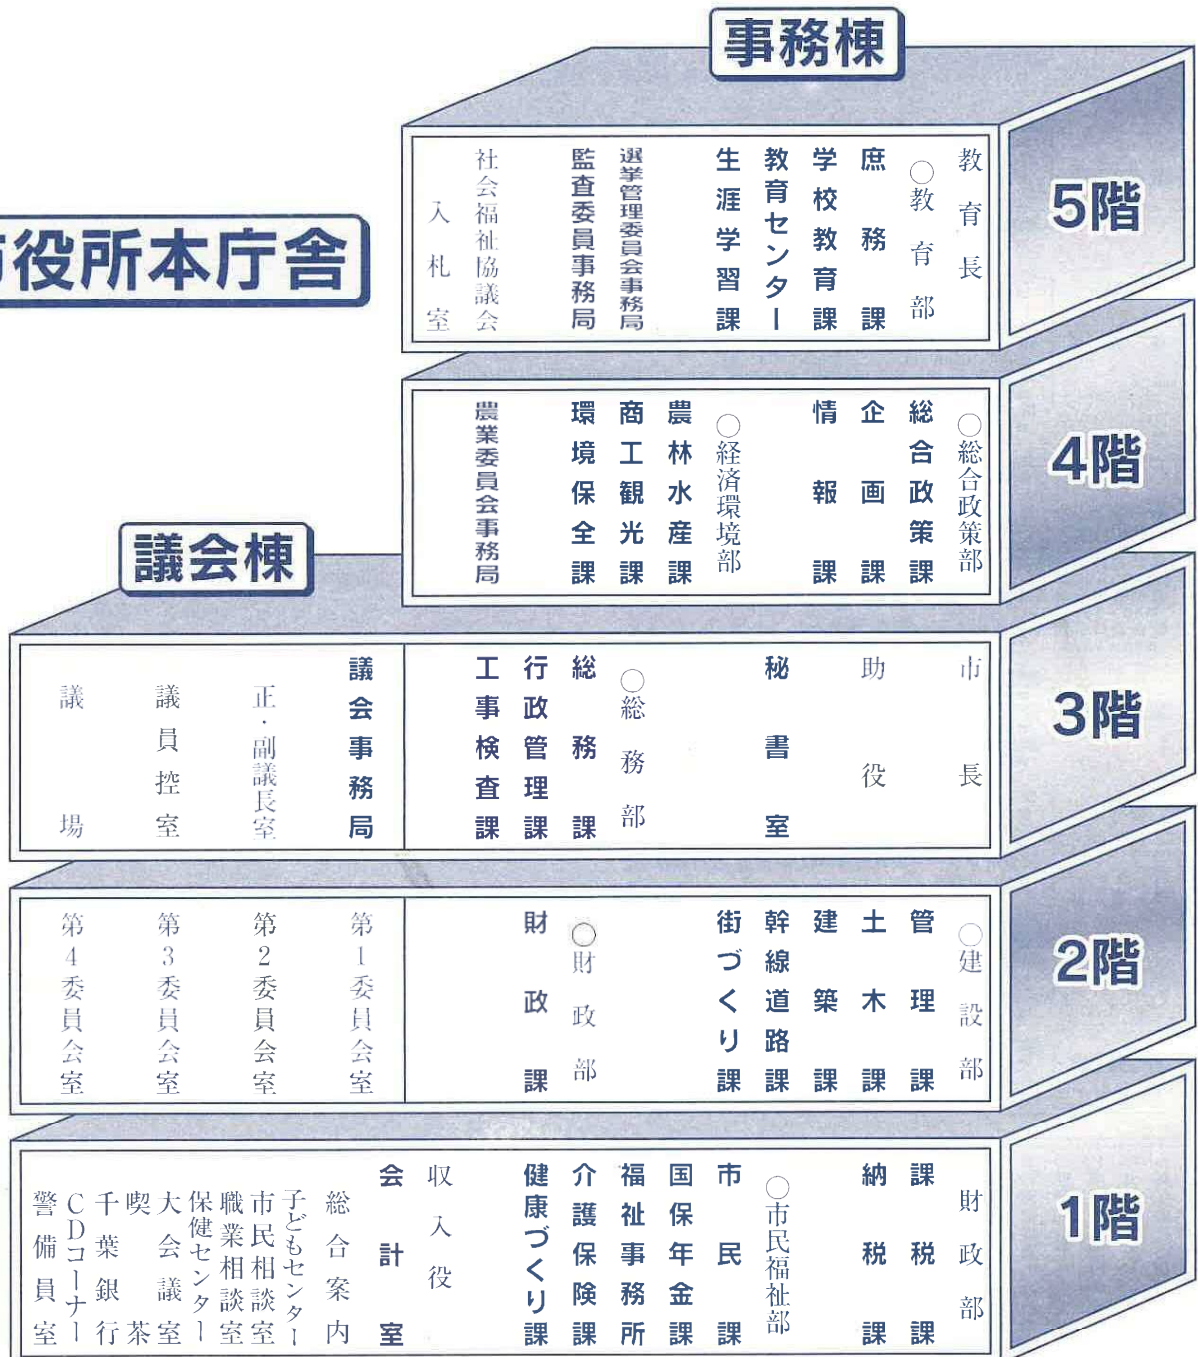 事務棟
役所本庁舎
5階
教育長
○教育部
庶務課
学校教育課
教育センター
生涯学習課
選挙管理委員会事務局
監査委員事務局
社会福祉協議会
入札室
4階
○総合政策部
総合政策課
企画課
情報課
○経済環境部
農林水産課
商工観光課
環境保全課
農業委員会事務局
議会棟
3階
市長
助役
秘書室
○総務部
総務課
行政管理課
工事検査課
議会事務局
正・副議長室
議員控室
議場
2階
○建設部
管理課
土木課
建築課
幹線道路課
街づくり課
○財政部
財政課
第1委員会室
第2委員会室
第3委員会室
第4委員会室
1階
財政部
課税課
納税課
○市民福祉部
市民課
国保年金課
福祉事務所
介護保険課
健康づくり課
収入役
会計室
総合案内
子どもセンター
市民相談室
職業相談室
保健センター
大会議室
喫茶
千葉銀行
CDコーナー
警備員室